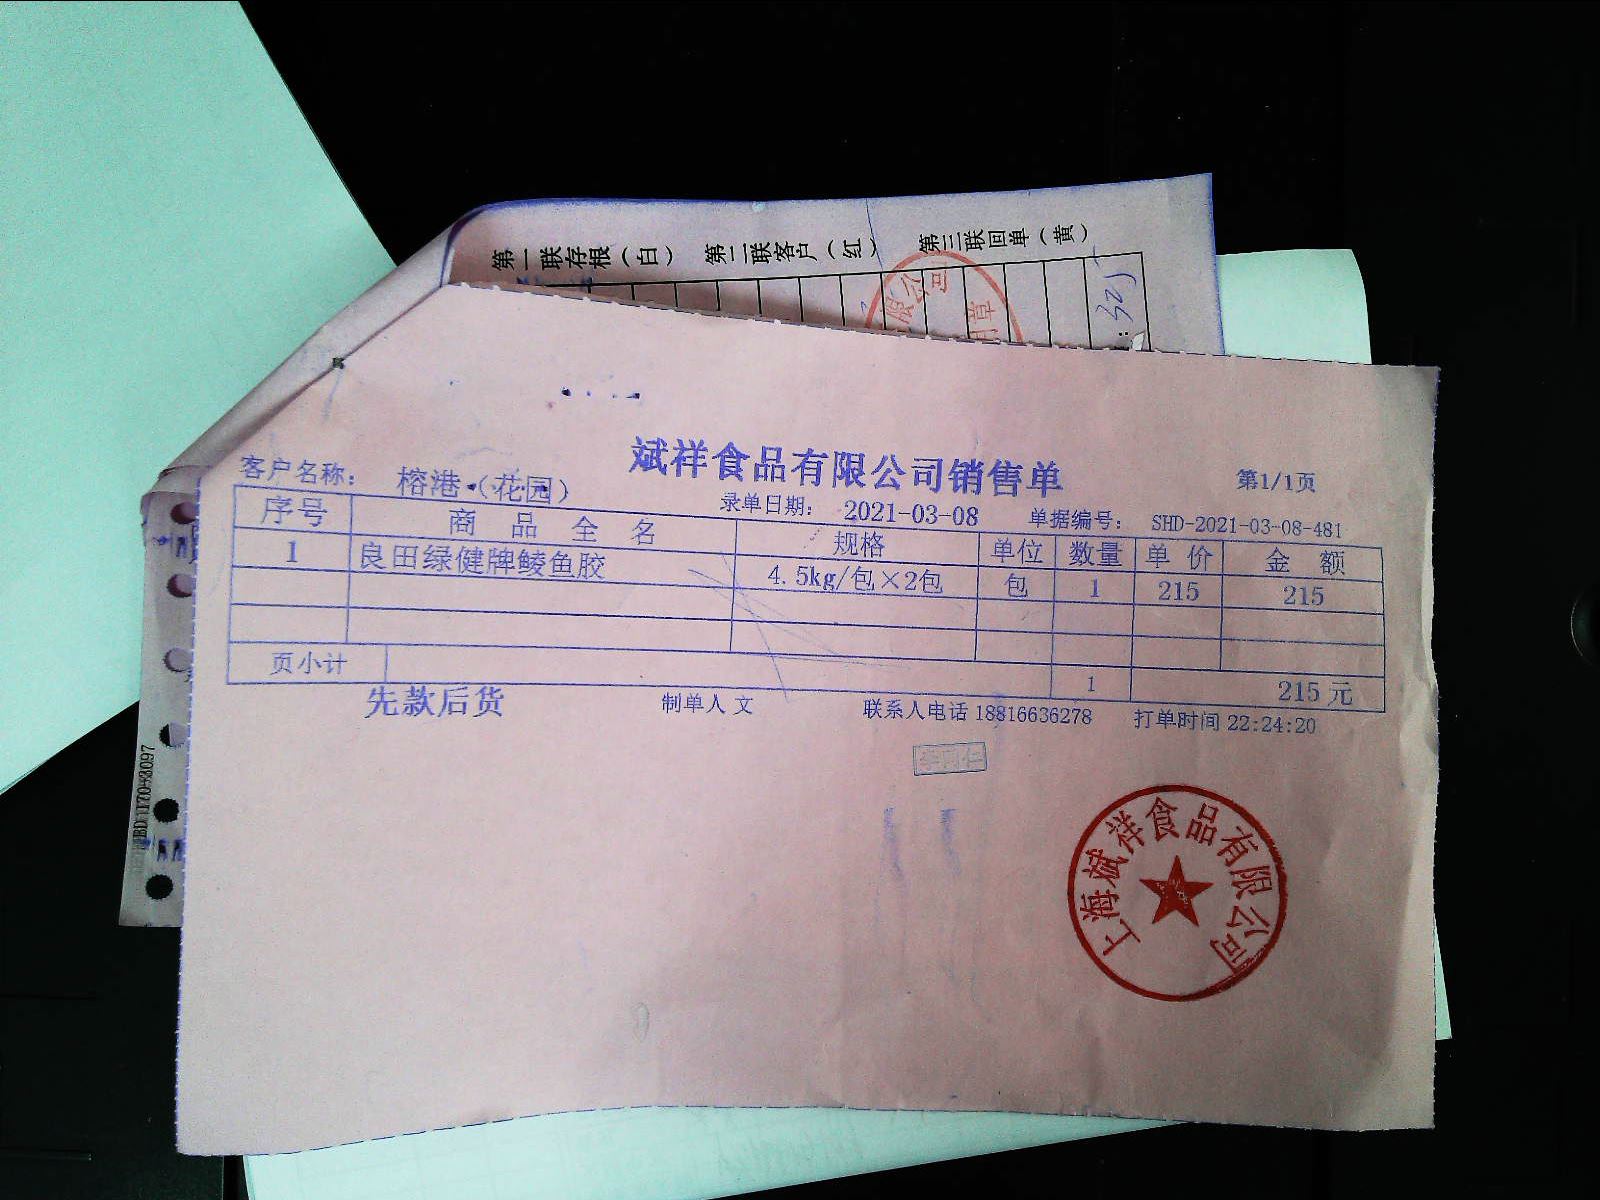 第一联存根（白） 第二联客户（红） 第三联回单（黄）
限公司
斌祥食品有限公司销售单
第1/1页
客户名称： 榕港（花园） 录单日期： 2021-03-08 单据编号： SHD-2021-03-08-481
序号 商品全名 规格 单位 数量 单价 金额
1 良田绿健牌鲮鱼胶 4.5kg/包×2包 包 1 215 215
页小计 1 215元
先款后货 制单人 文 联系人电话 18816636278 打单时间 22:24:20
上海斌祥食品有限公司